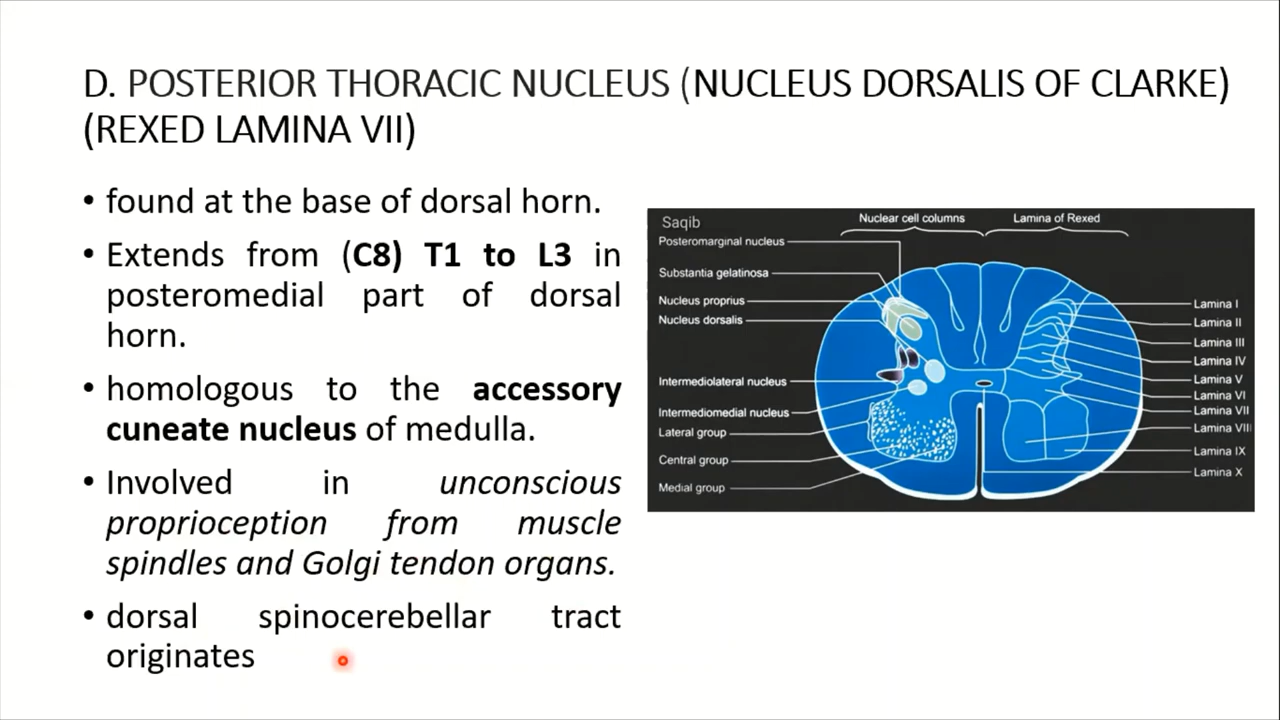 D. POSTERIOR THORACIC NUCLEUS (NUCLEUS DORSALIS OF CLARKE)
(REXED LAMINA VII)
• found at the base of dorsal horn.
• Extends from (C8) T1 to L3 in
posteromedial part of dorsal
horn.
• homologous to the accessory
cuneate nucleus of medulla.
• Involved in unconscious
proprioception from muscle
spindles and Golgi tendon organs.
• dorsal spinocerebellar tract
originates
Saqib
Nuclear cell columns
Lamina of Rexed
Posteromarginal nucleus
Substantia gelatinosa
Nucleus proprius
Nucleus dorsalis
Intermediolateral nucleus
Intermediomedial nucleus
Lateral group
Central group
Medial group
Lamina I
Lamina II
Lamina III
Lamina IV
Lamina V
Lamina VI
Lamina VII
Lamina VIII
Lamina IX
Lamina X